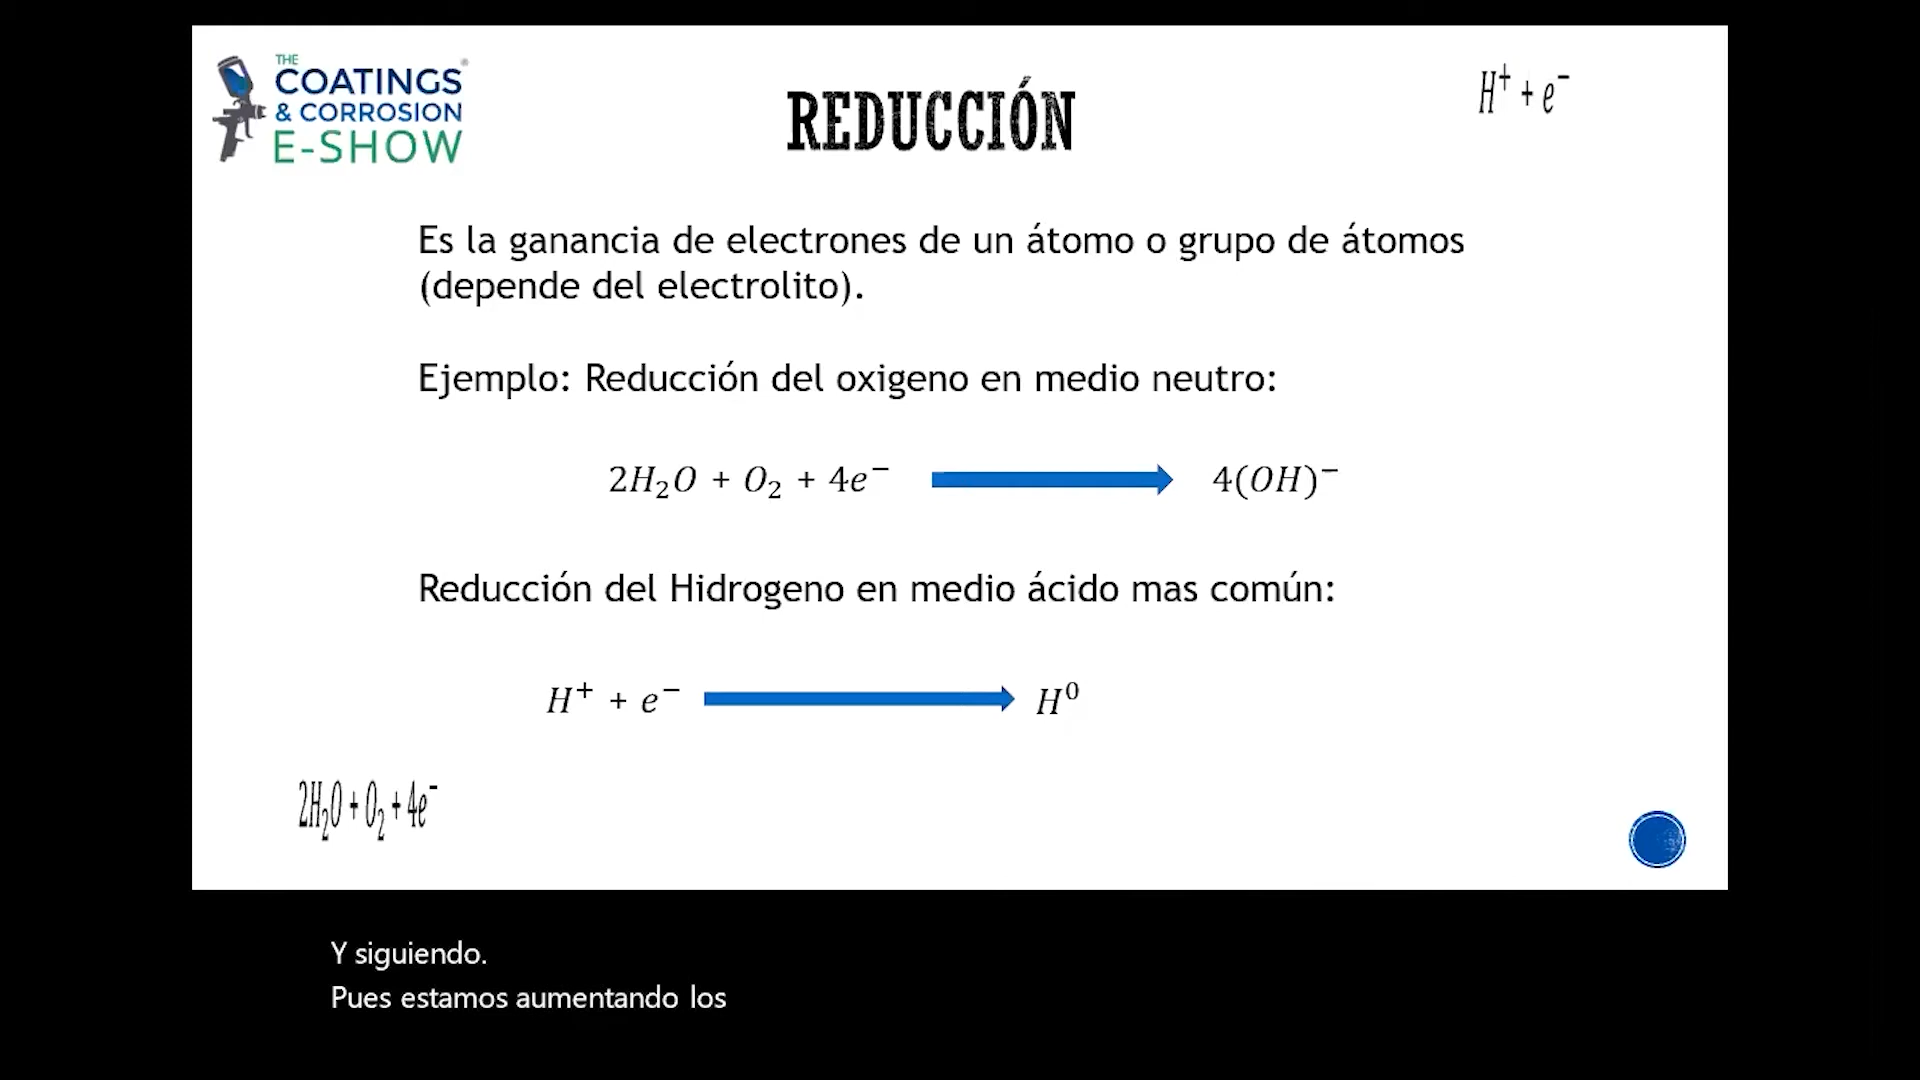 THE
COATINGS®
& CORROSION
E-SHOW
REDUCCIÓN
H⁺ + e⁻
Es la ganancia de electrones de un átomo o grupo de átomos
(depende del electrolito).
Ejemplo: Reducción del oxigeno en medio neutro:
2H₂O + O₂ + 4e⁻ → 4(OH)⁻
Reducción del Hidrogeno en medio ácido mas común:
H⁺ + e⁻ → H⁰
2H₂O + O₂ + 4e⁻
Y siguiendo.
Pues estamos aumentando los